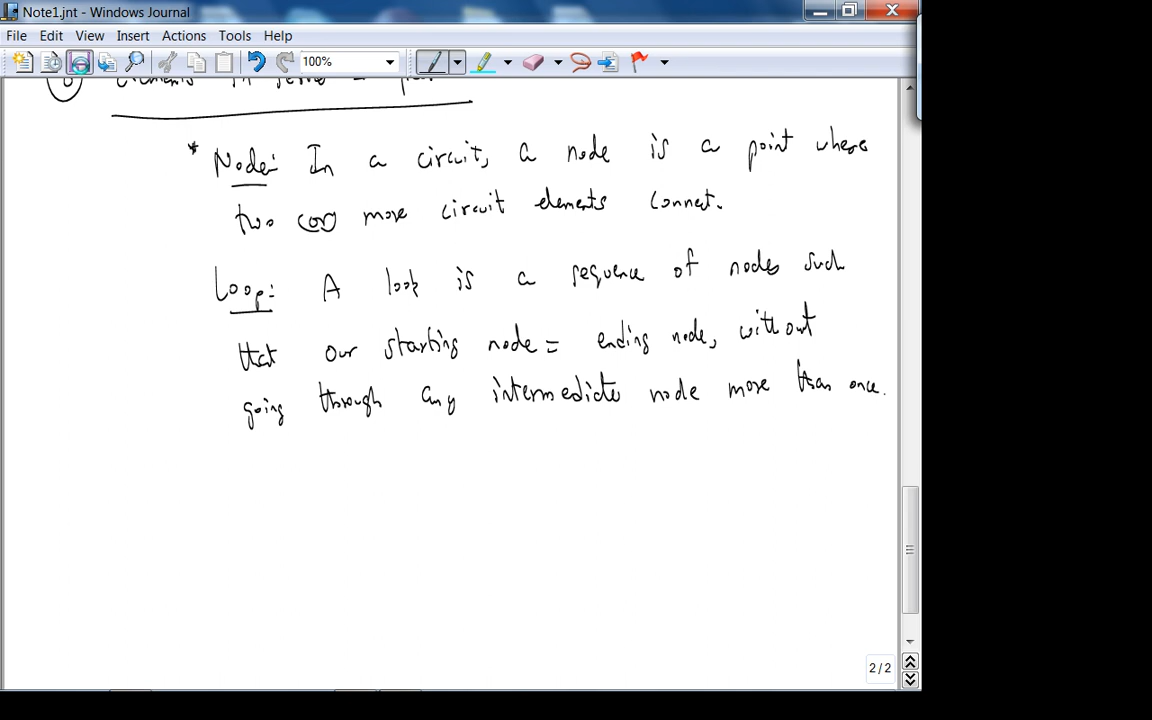 Note1.jnt - Windows Journal
File Edit View Insert Actions Tools Help
100%
* Node: In a circuit, a node is a point where
two (or) more circuit elements connect.
Loop: A look is a sequence of nodes such
that our starting node = ending node, without
going through any intermediate node more than once.
2 / 2